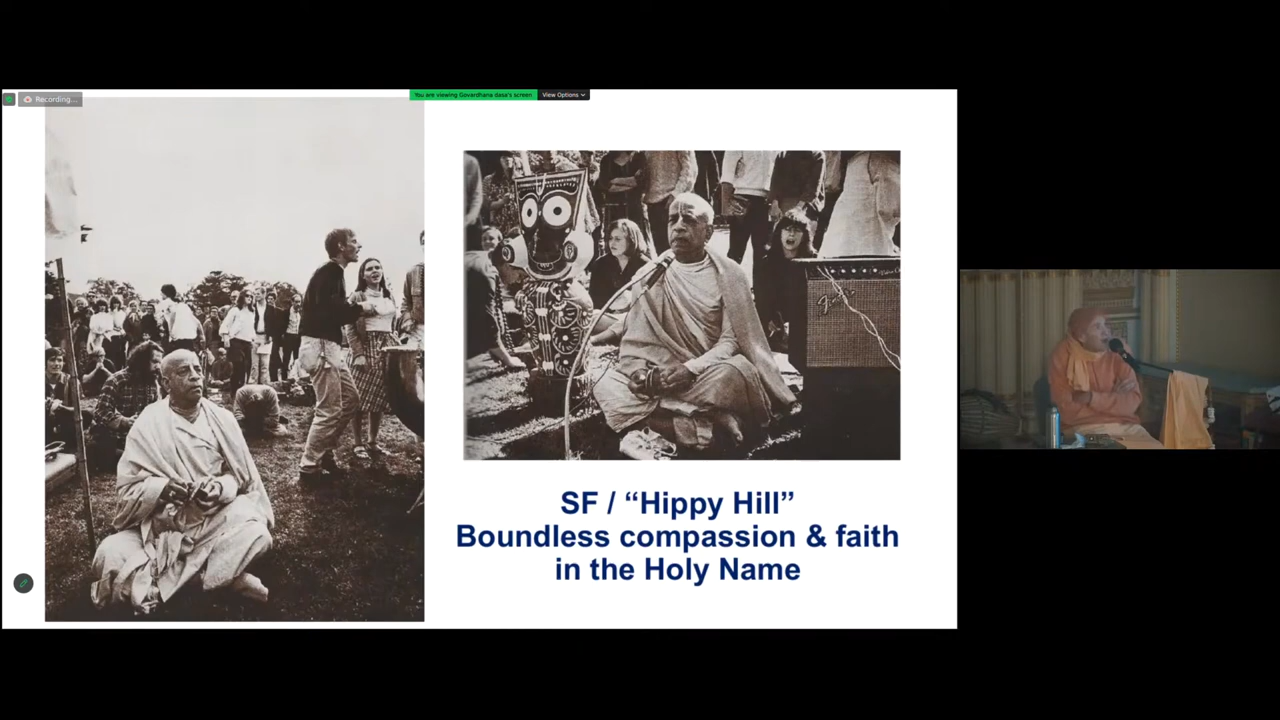 Recording...
You are viewing Govardhana dasa's screen
View Options
SF / “Hippy Hill”
Boundless compassion & faith
in the Holy Name
Fender